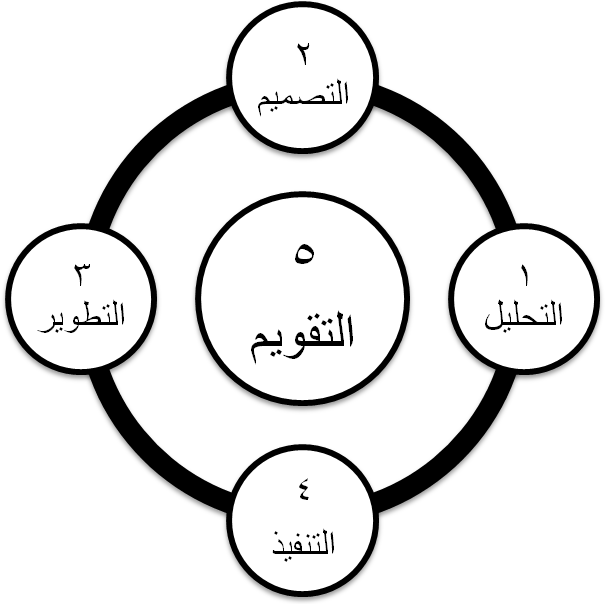 ١
التحليل
٢
التصميم
٣
التطوير
٤
التنفيذ
٥
التقويم